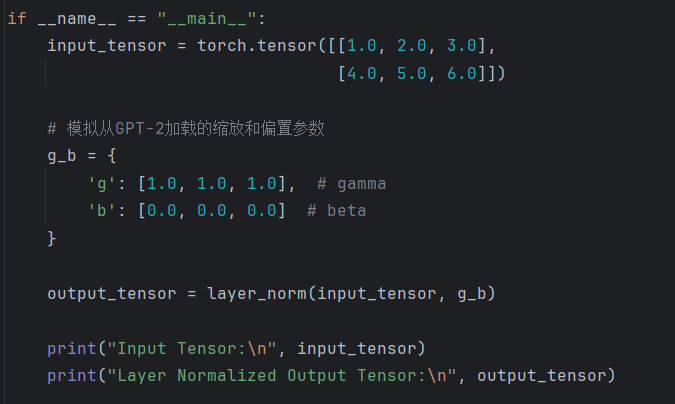 if __name__ == "__main__":
    input_tensor = torch.tensor([[1.0, 2.0, 3.0],
                                 [4.0, 5.0, 6.0]])

    # 模拟从GPT-2加载的缩放和偏置参数
    g_b = {
        'g': [1.0, 1.0, 1.0],  # gamma
        'b': [0.0, 0.0, 0.0]  # beta
    }

    output_tensor = layer_norm(input_tensor, g_b)

    print("Input Tensor:\n", input_tensor)
    print("Layer Normalized Output Tensor:\n", output_tensor)